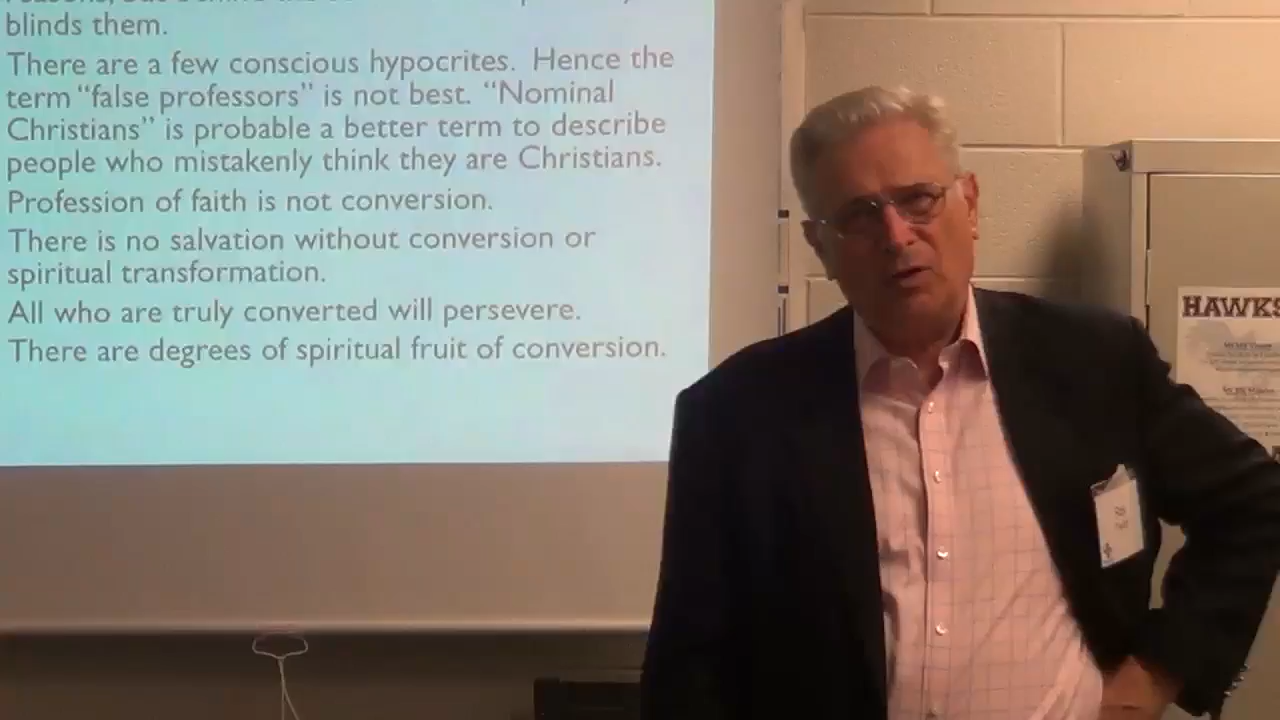 blinds them.
There are a few conscious hypocrites. Hence the
term “false professors” is not best. “Nominal
Christians” is probable a better term to describe
people who mistakenly think they are Christians.
Profession of faith is not conversion.
There is no salvation without conversion or
spiritual transformation.
All who are truly converted will persevere.
There are degrees of spiritual fruit of conversion.
HAWKS